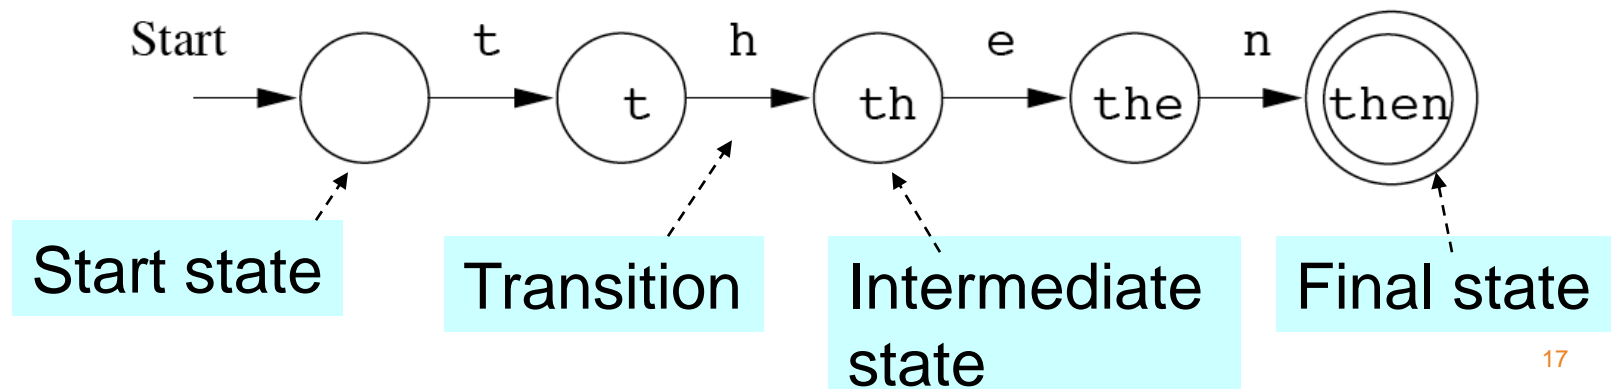 Start t h e n
t th the then
Start state Transition Intermediate Final state
state
17